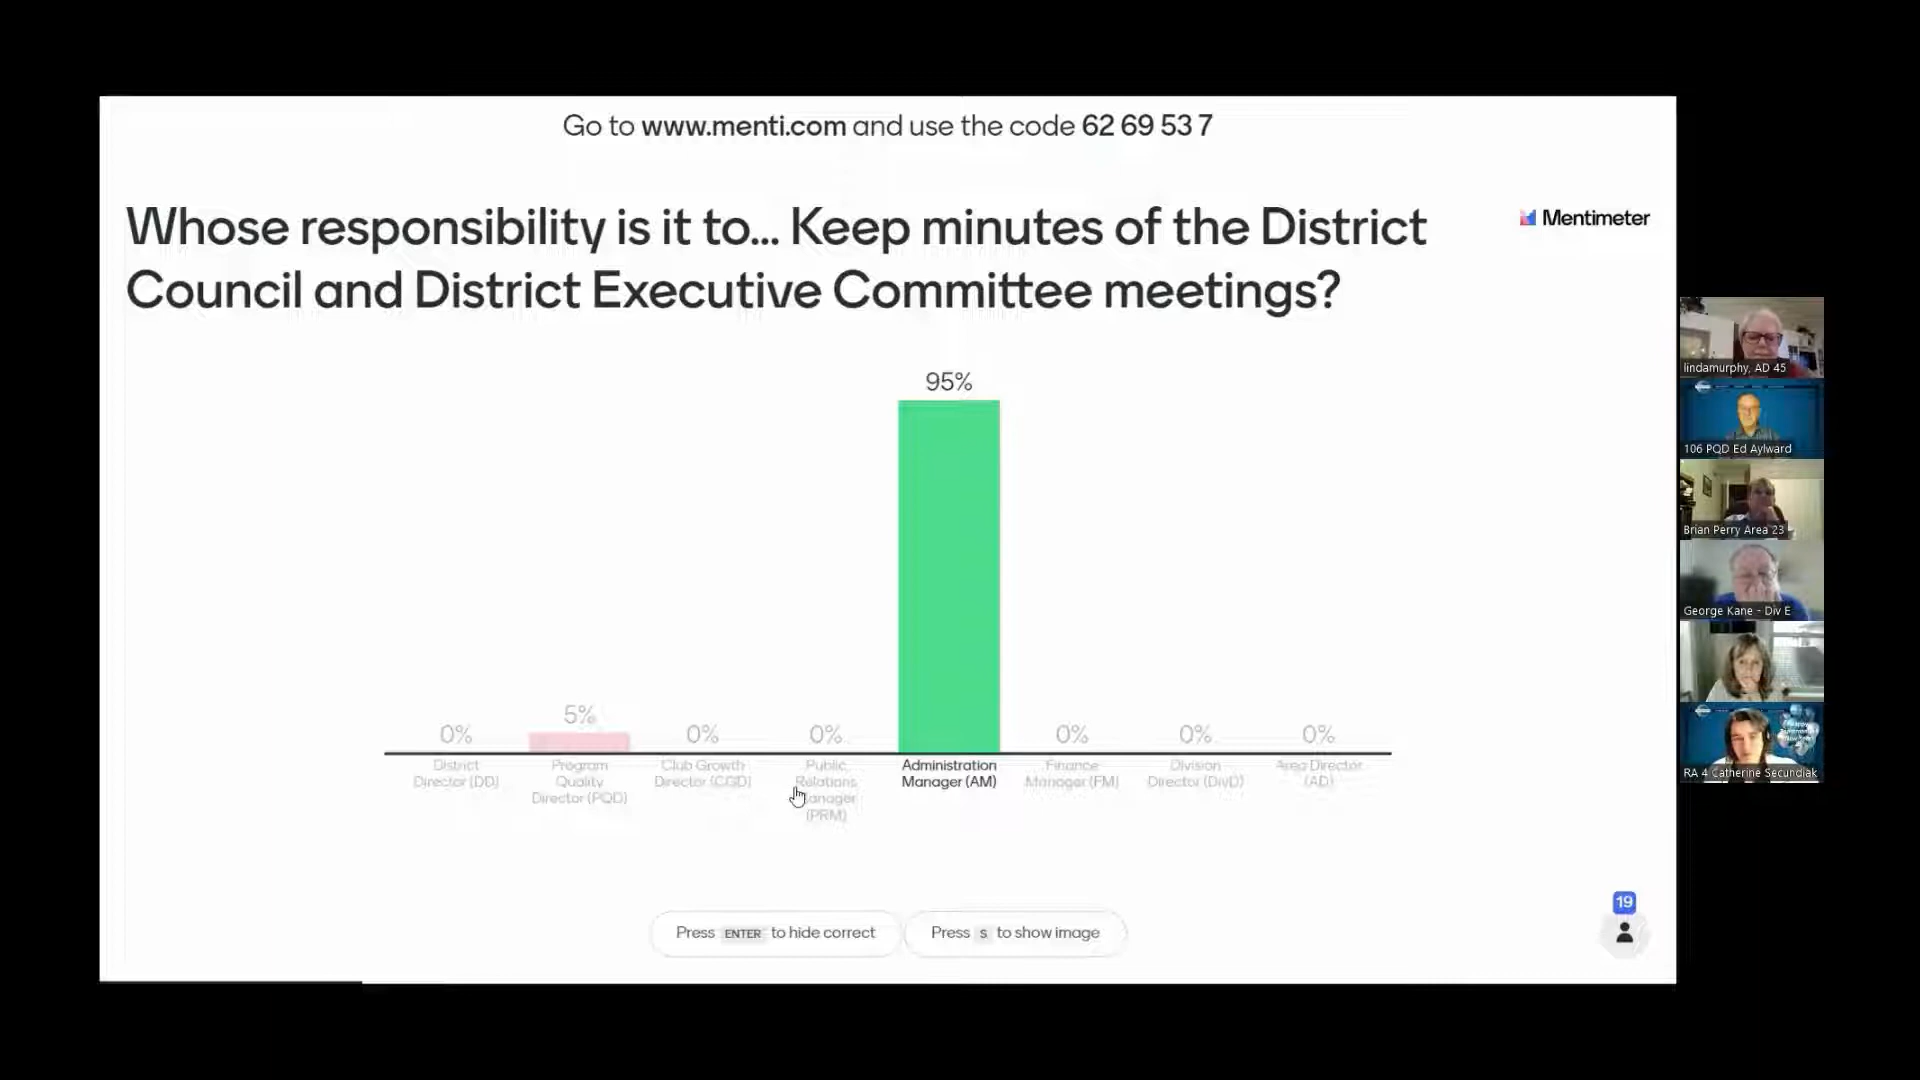 Go to www.menti.com and use the code 62 69 53 7
Whose responsibility is it to... Keep minutes of the District
Council and District Executive Committee meetings?
Mentimeter
95%
5%
0%
0%
0%
0%
0%
0%
District
Director (DD)
Program
Quality
Director (PQD)
Club Growth
Director (CGD)
Public
Relations
anager
(PRM)
Administration
Manager (AM)
Finance
Manager (FM)
Division
Director (DivD)
Area Director
(AD)
Press ENTER to hide correct
Press S to show image
19
lindamurphy, AD 45
106 PQD Ed Aylward
Brian Perry Area 23
George Kane - Div E
RA 4 Catherine Secundiak